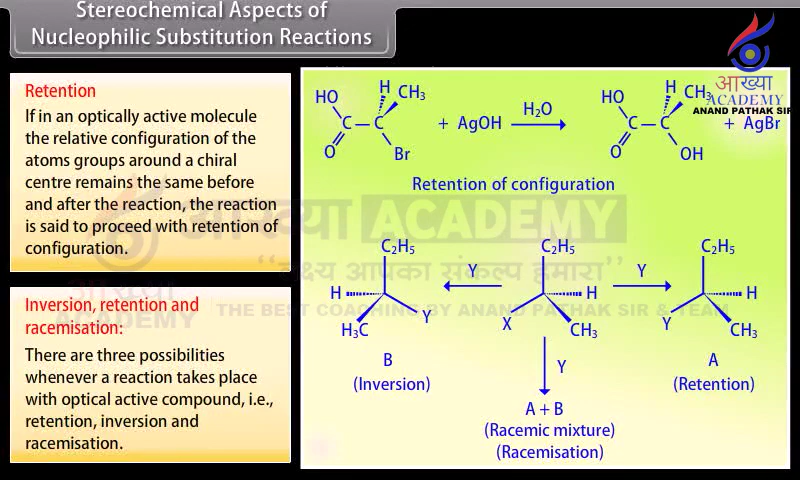 Stereochemical Aspects of
Nucleophilic Substitution Reactions
आख्या
ACADEMY
ANAND PATHAK SIR
Retention
If in an optically active molecule
the relative configuration of the
atoms groups around a chiral
centre remains the same before
and after the reaction, the reaction
is said to proceed with retention of
configuration.
Inversion, retention and
racemisation:
There are three possibilities
whenever a reaction takes place
with optical active compound, i.e.,
retention, inversion and
racemisation.
HO H CH₃
C – C
O Br
+ AgOH
H₂O
HO H CH₃
C – C
O OH
+ AgBr
Retention of configuration
आख्या ACADEMY
“लक्ष्य आपका संकल्प हमारा”
आख्या
ACADEMY
THE BEST COACHING BY ANAND PATHAK SIR & TEAM
C₂H₅
H
H₃C
Y
B
(Inversion)
Y
C₂H₅
H
X
CH₃
Y
C₂H₅
H
Y
CH₃
A
(Retention)
Y
A + B
(Racemic mixture)
(Racemisation)